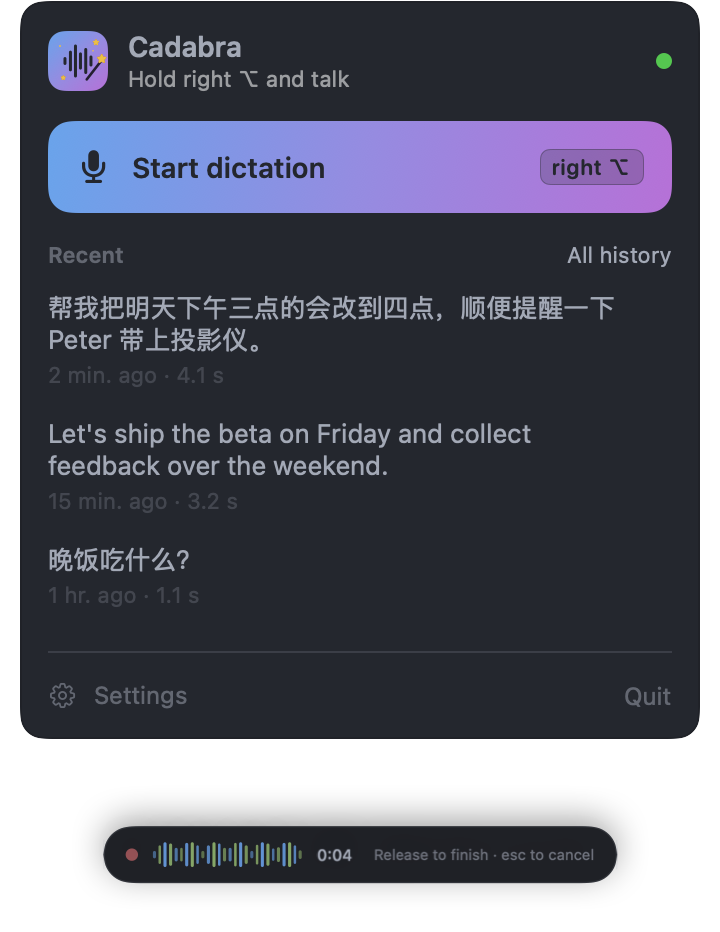 Cadabra
Hold right ⌥ and talk
Start dictation
right ⌥
Recent
All history
帮我把明天下午三点的会改到四点，顺便提醒一下
Peter 带上投影仪。
2 min. ago · 4.1 s
Let's ship the beta on Friday and collect
feedback over the weekend.
15 min. ago · 3.2 s
晚饭吃什么？
1 hr. ago · 1.1 s
Settings
Quit
0:04
Release to finish · esc to cancel